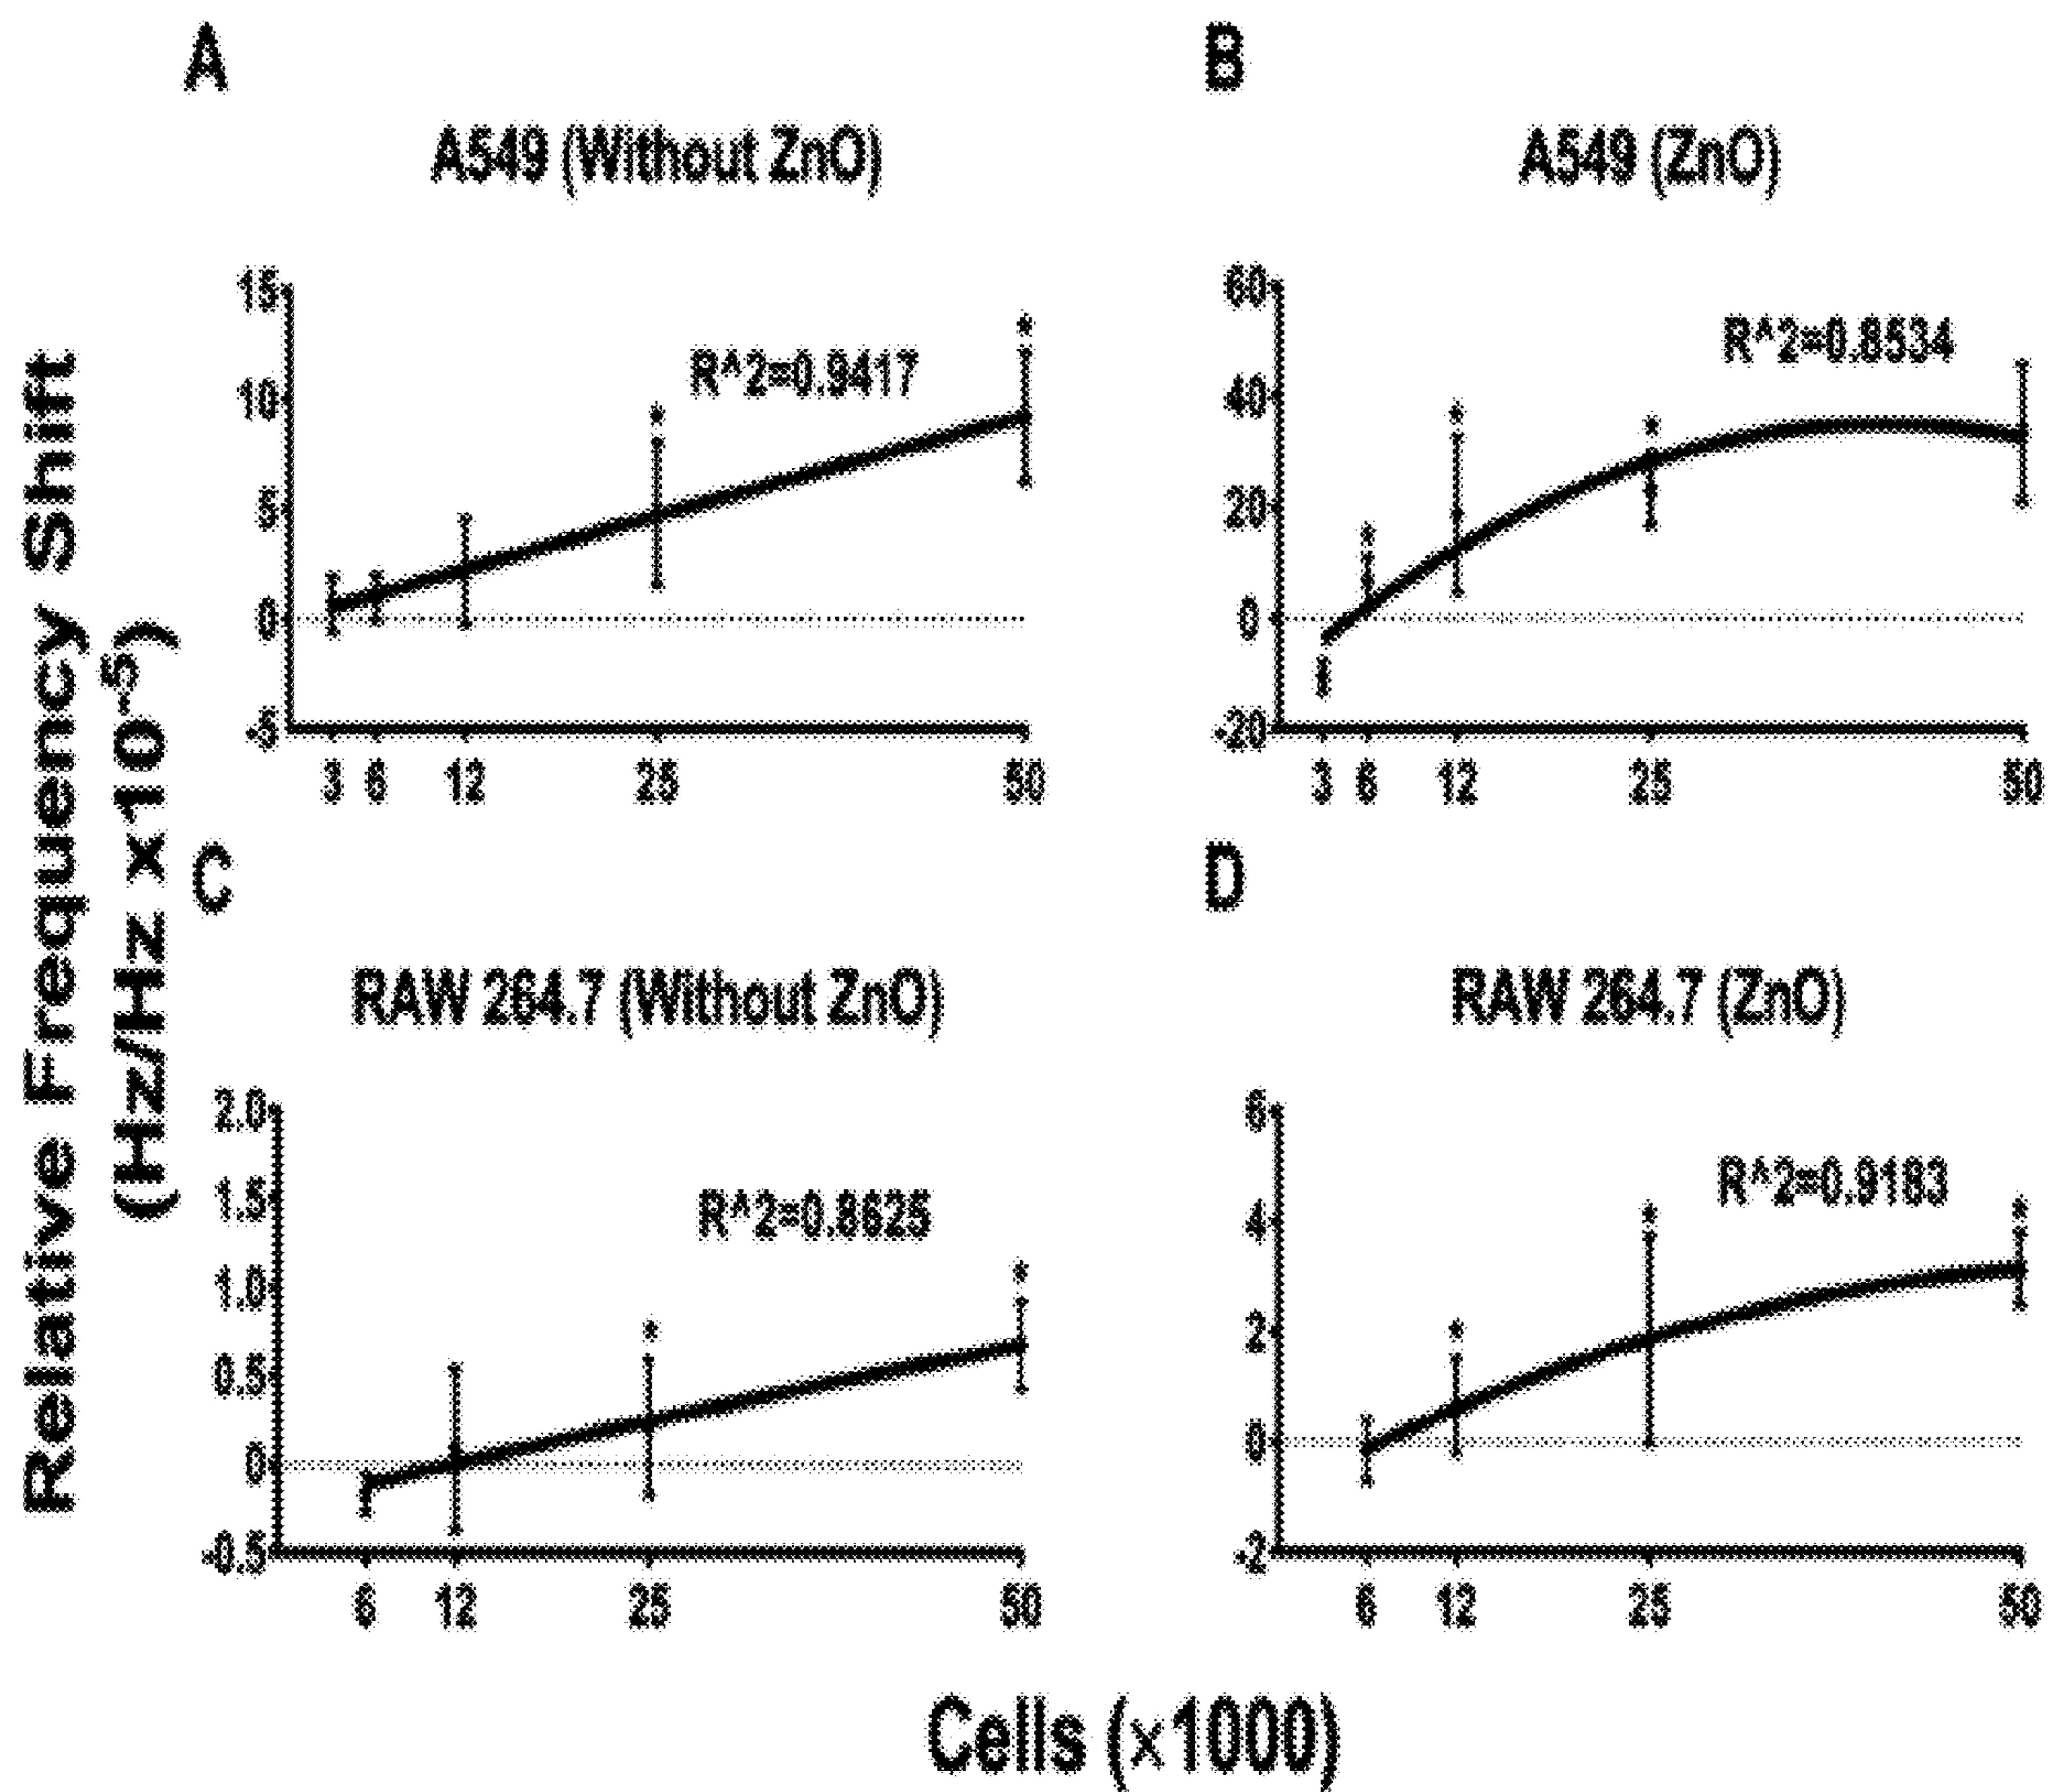 Relative Frequency Shift
(Hz/Hz x10⁻⁵)
A
A549 (Without ZnO)
15
10
5
0
-5
R^2=0.9417
*
*
3 6 12 25 50
B
A549 (ZnO)
60
40
20
0
-20
R^2=0.8534
*
*
*
3 6 12 25 50
C
RAW 264.7 (Without ZnO)
2.0
1.5
1.0
0.5
0
-0.5
R^2=0.8625
*
*
6 12 25 50
D
RAW 264.7 (ZnO)
6
4
2
0
-2
R^2=0.9183
*
*
*
6 12 25 50
Cells (×1000)